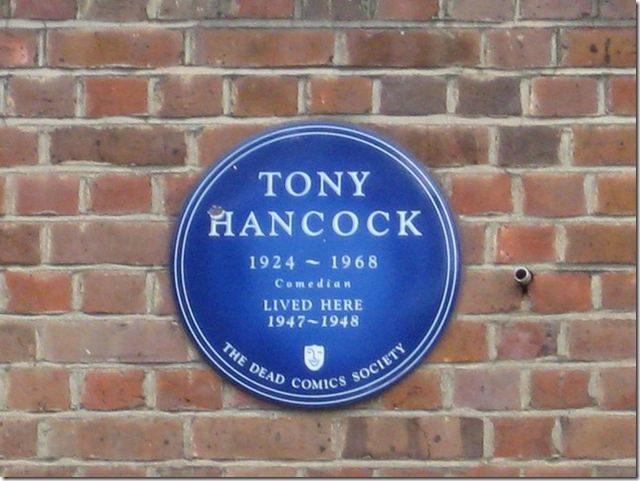 TONY
HANCOCK
1924 ~ 1968
Comedian
LIVED HERE
1947~1948
THE DEAD COMICS SOCIETY